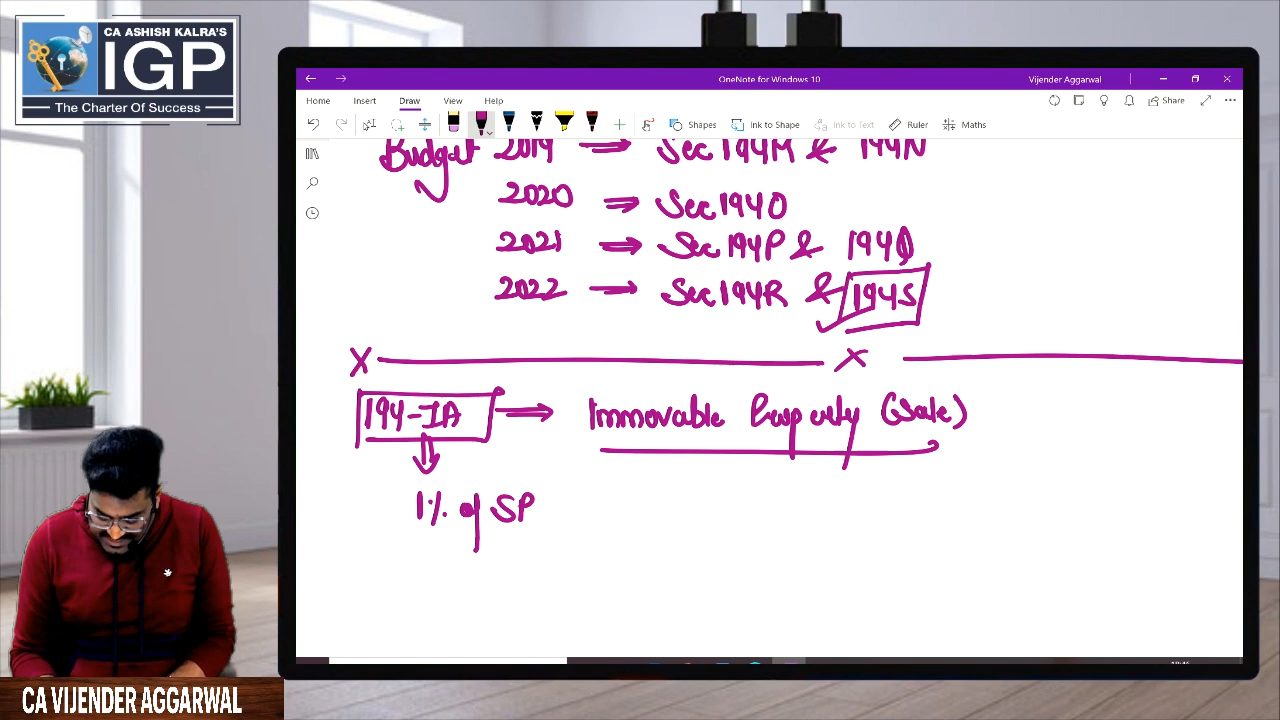 CA ASHISH KALRA'S
IGP
The Charter Of Success
OneNote for Windows 10
Vijender Aggarwal
Home Insert Draw View Help
Share
Shapes Ink to Shape Ink to Text Ruler Maths
Budget 2019 → Sec 194M & 194N
2020 ⇒ Sec 194O
2021 ⇒ Sec 194P & 194Q
2022 → Sec 194R & 194S
X X
194-IA → Immovable Property (Sale)
1% of SP
CA VIJENDER AGGARWAL